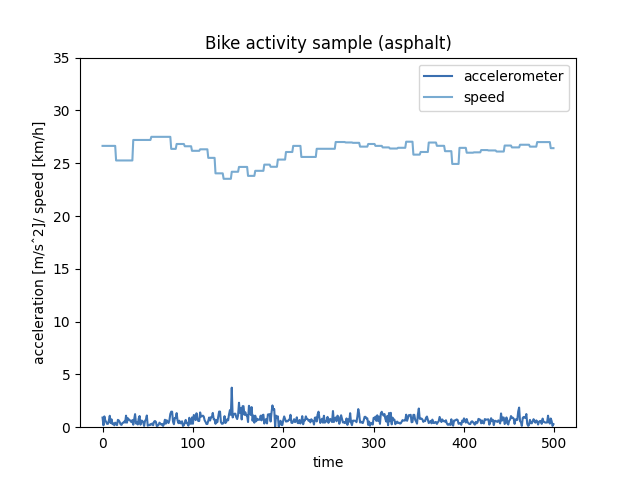 Bike activity sample (asphalt)
accelerometer
speed
acceleration [m/sˆ2]/ speed [km/h]
35
30
25
20
15
10
5
0
0 100 200 300 400 500
time